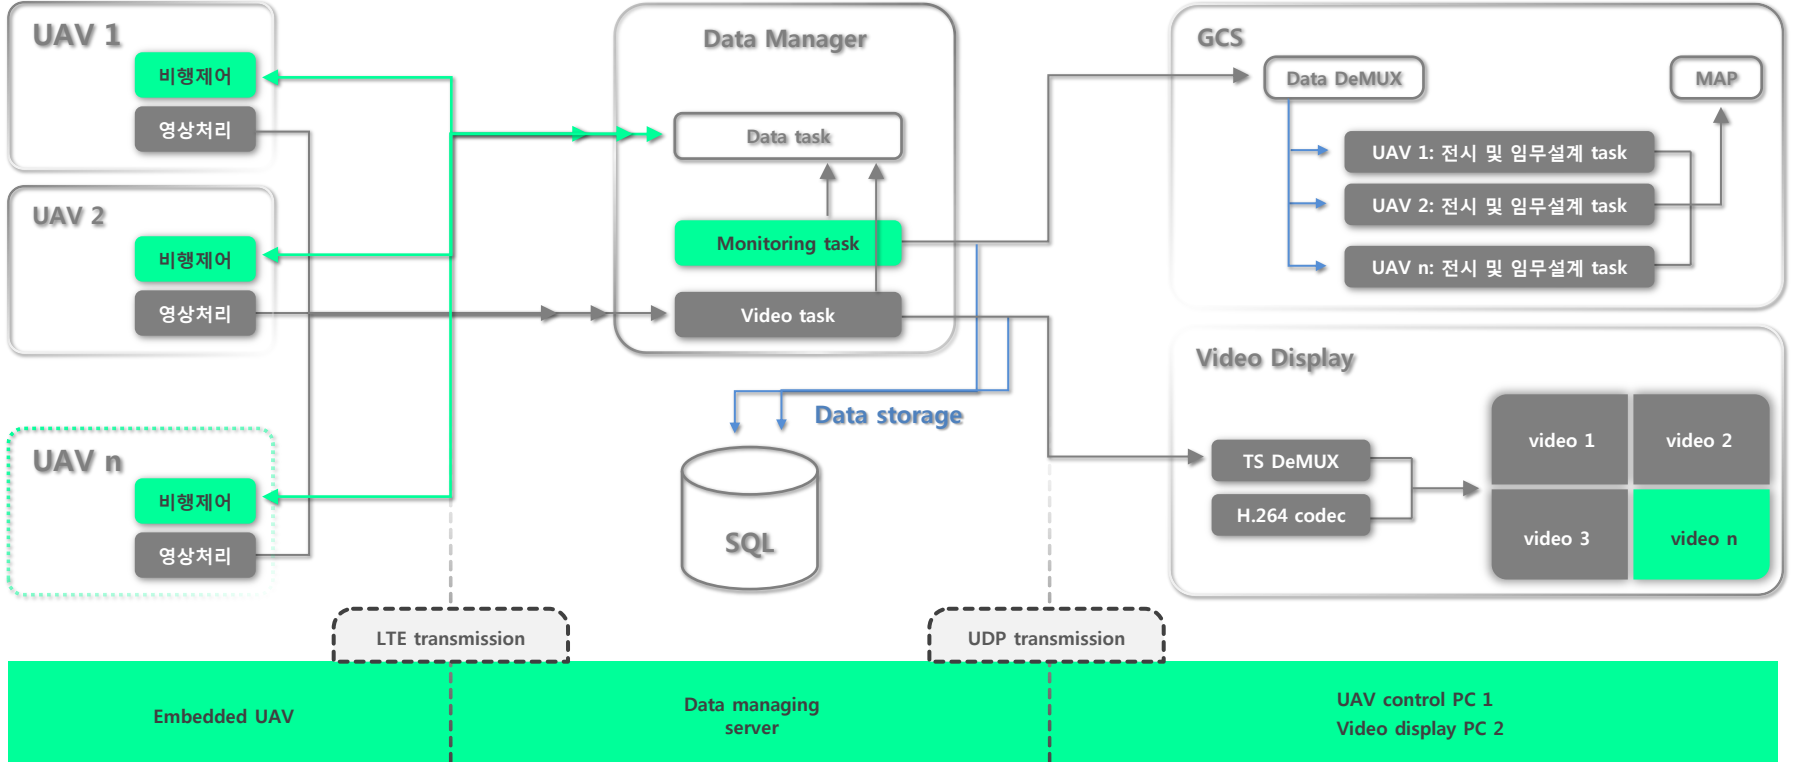 UAV 1
비행제어
영상처리
UAV 2
비행제어
영상처리
UAV n
비행제어
영상처리
Data Manager
Data task
Monitoring task
Video task
Data storage
SQL
GCS
Data DeMUX
MAP
UAV 1: 전시 및 임무설계 task
UAV 2: 전시 및 임무설계 task
UAV n: 전시 및 임무설계 task
Video Display
TS DeMUX
H.264 codec
video 1
video 2
video 3
video n
LTE transmission
UDP transmission
Embedded UAV
Data managing
server
UAV control PC 1
Video display PC 2